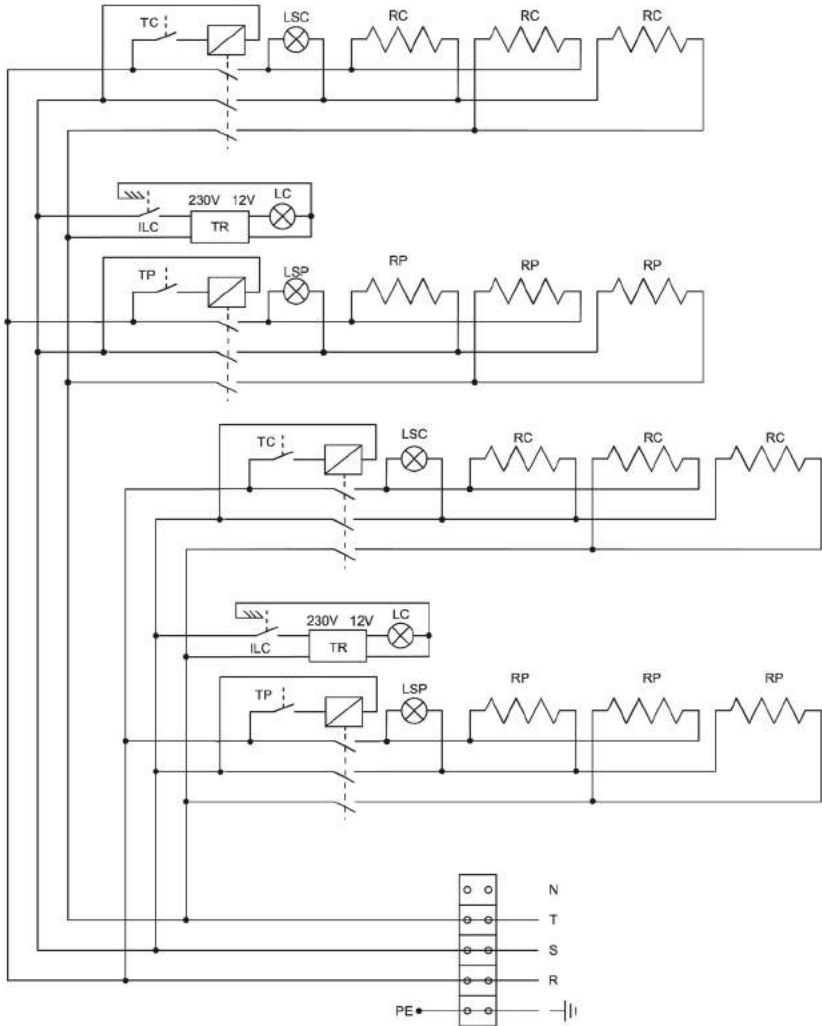 TC LSC RC RC RC
230V 12V LC
ILC TR
TP LSP RP RP RP
TC LSC RC RC RC
230V 12V LC
ILC TR
TP LSP RP RP RP
N
T
S
R
PE